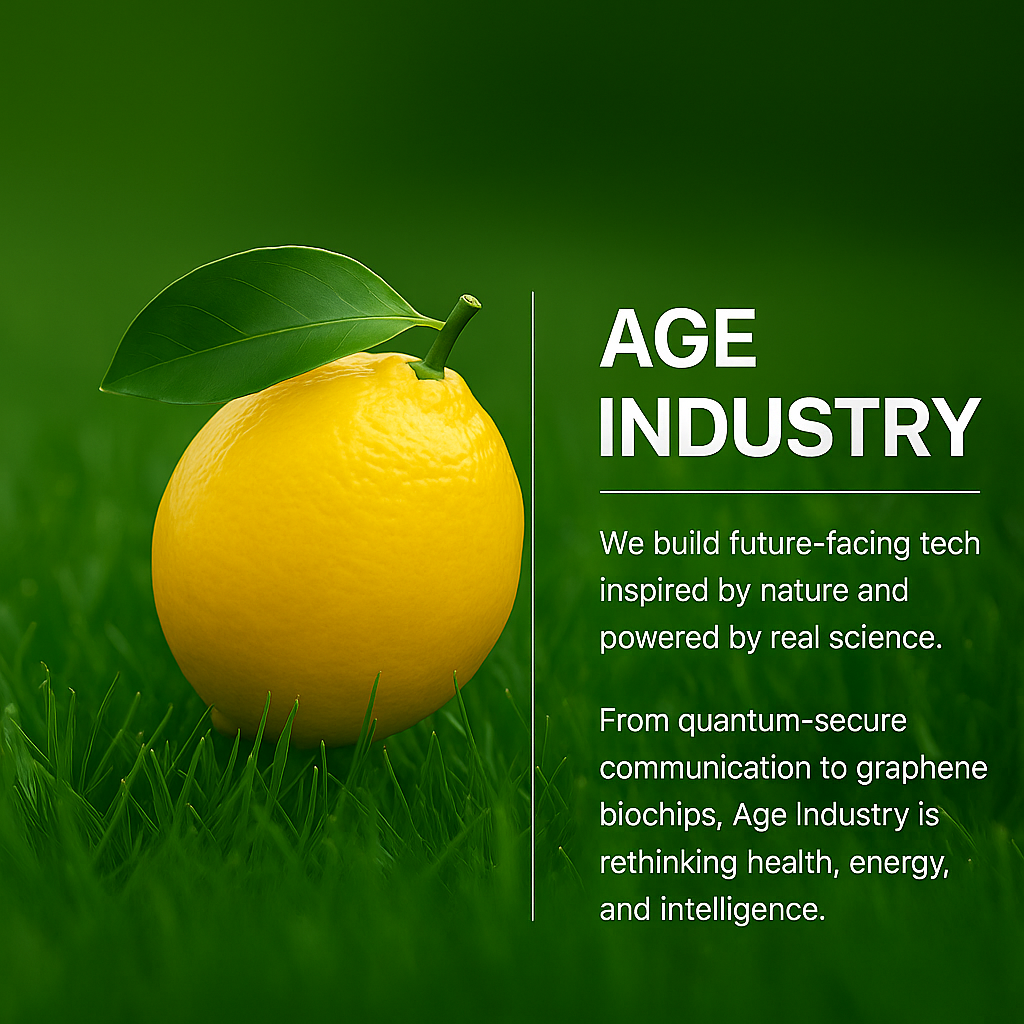 AGE
INDUSTRY
We build future-facing tech
inspired by nature and
powered by real science.
From quantum-secure
communication to graphene
biochips, Age Industry is
rethinking health, energy,
and intelligence.